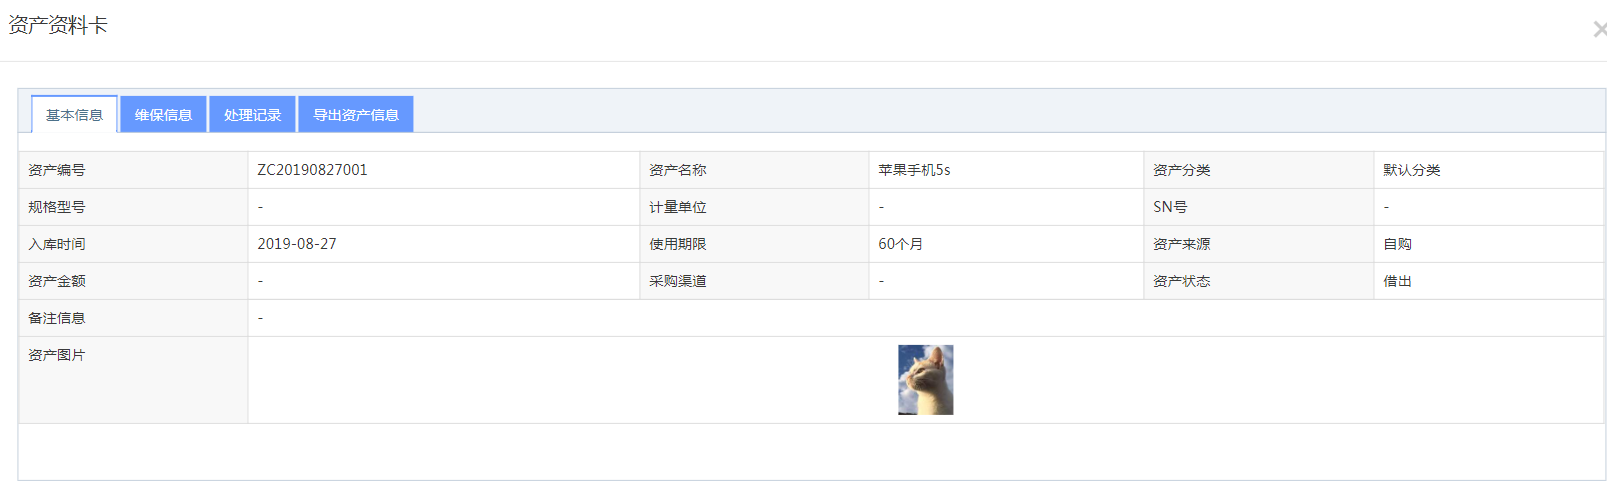 资产资料卡
基本信息 维保信息 处理记录 导出资产信息
资产编号 ZC20190827001 资产名称 苹果手机5s 资产分类 默认分类
规格型号 - 计量单位 - SN号 -
入库时间 2019-08-27 使用期限 60个月 资产来源 自购
资产金额 - 采购渠道 - 资产状态 借出
备注信息 -
资产图片